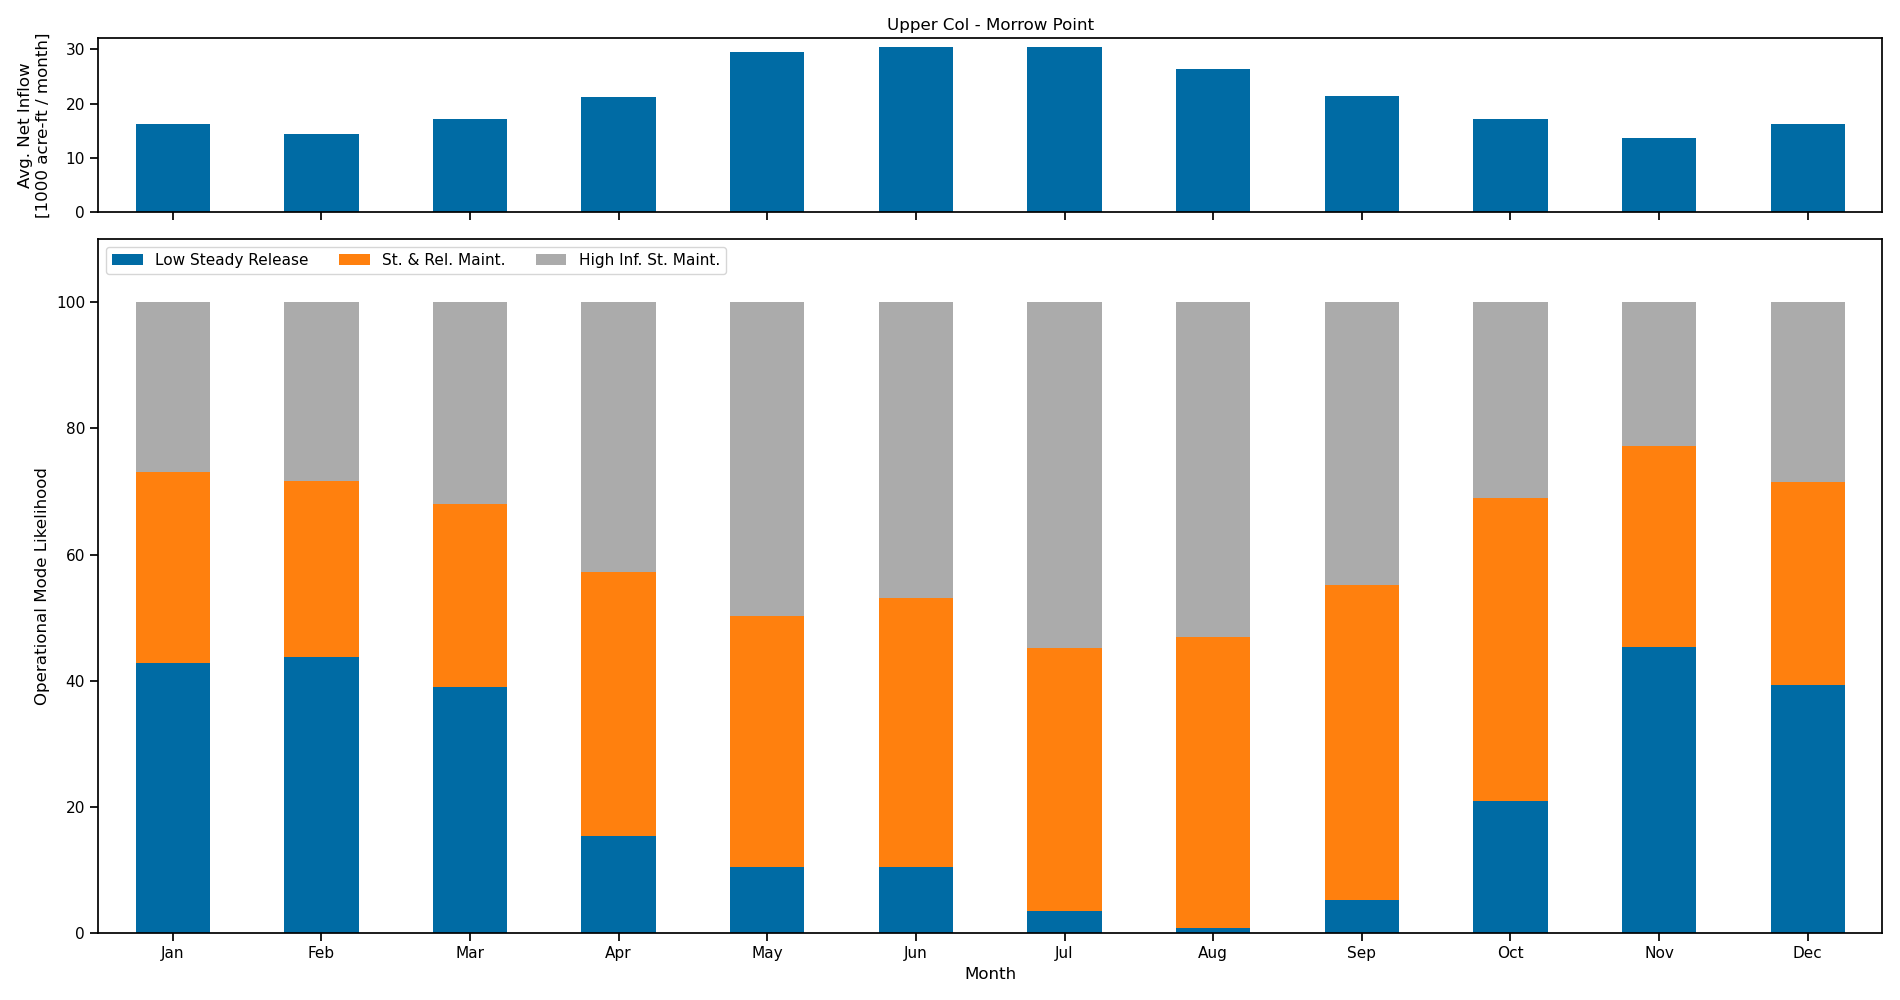 Upper Col - Morrow Point
Avg. Net Inflow
[1000 acre-ft / month]
30
20
10
0
Low Steady Release
St. & Rel. Maint.
High Inf. St. Maint.
Operational Mode Likelihood
100
80
60
40
20
0
Jan
Feb
Mar
Apr
May
Jun
Jul
Aug
Sep
Oct
Nov
Dec
Month